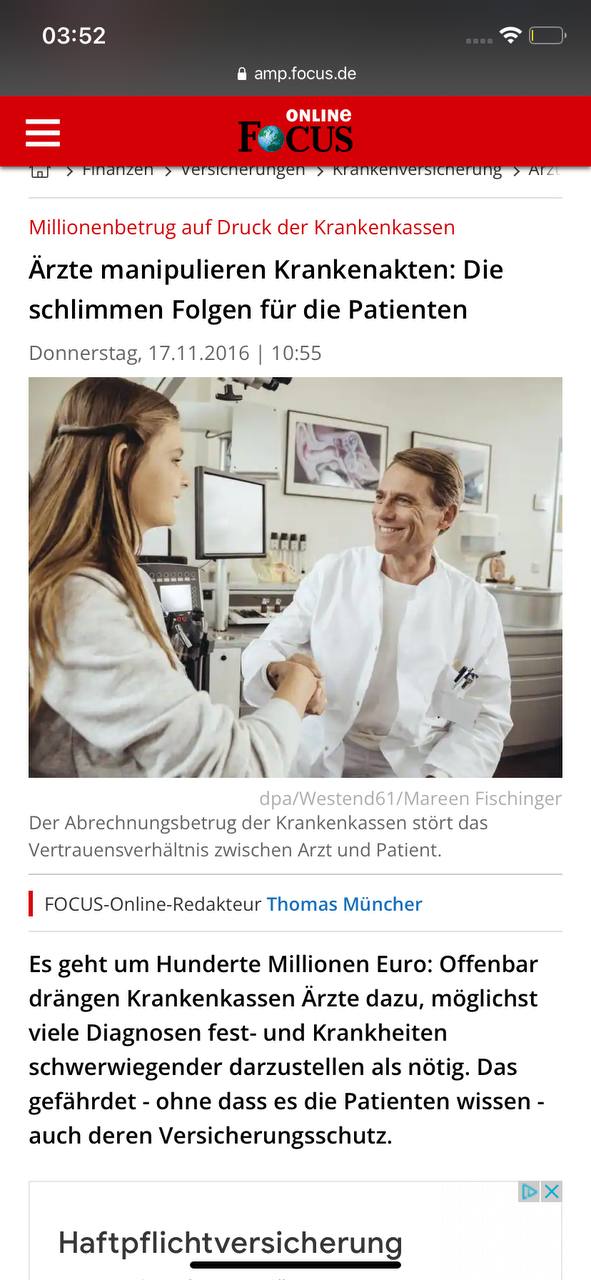 03:52
amp.focus.de
ONLINE
FOCUS
Finanzen > Versicherungen > Krankenversicherung >
Millionenbetrug auf Druck der Krankenkassen
Ärzte manipulieren Krankenakten: Die
schlimmen Folgen für die Patienten
Donnerstag, 17.11.2016 | 10:55
dpa/Westend61/Mareen Fischinger
Der Abrechnungsbetrug der Krankenkassen stört das
Vertrauensverhältnis zwischen Arzt und Patient.
FOCUS-Online-Redakteur Thomas Müncher
Es geht um Hunderte Millionen Euro: Offenbar
drängen Krankenkassen Ärzte dazu, möglichst
viele Diagnosen fest- und Krankheiten
schwerwiegender darzustellen als nötig. Das
gefährdet - ohne dass es die Patienten wissen -
auch deren Versicherungsschutz.
Haftpflichtversicherung